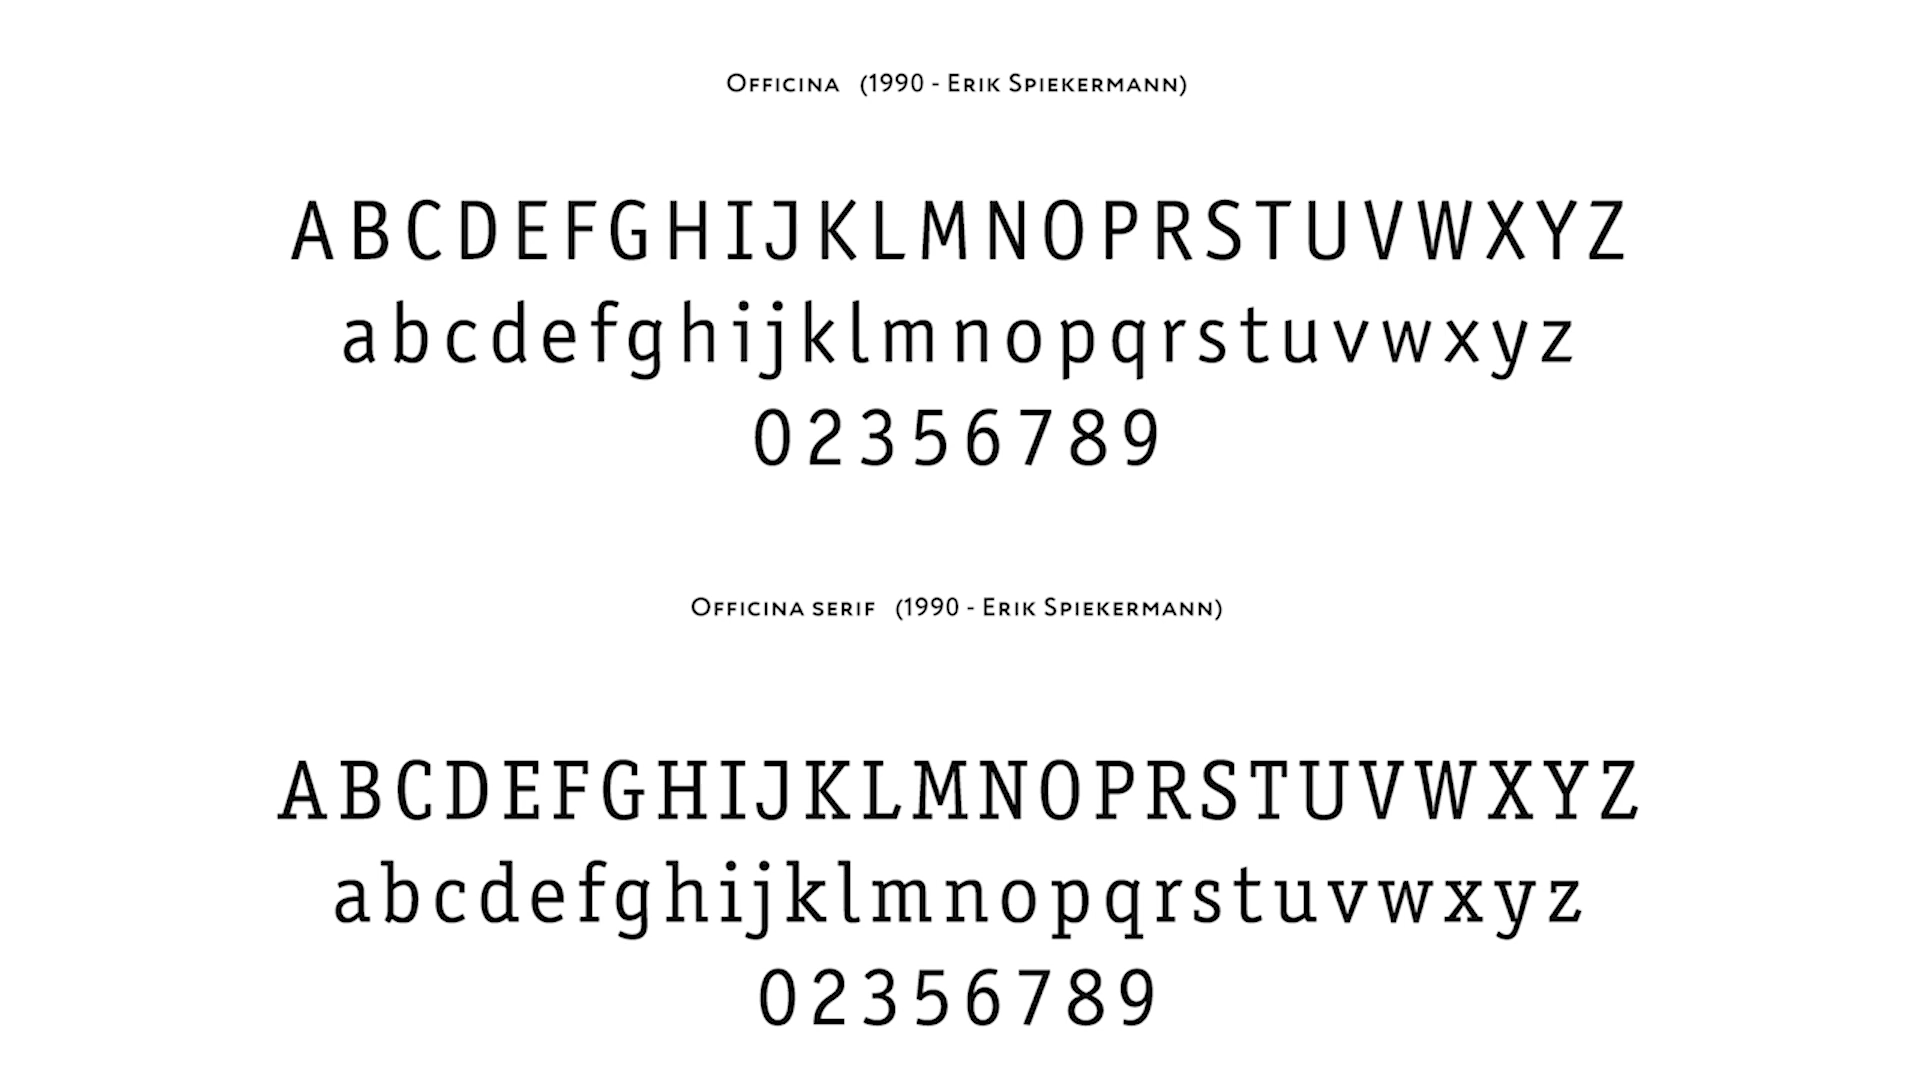 Officina (1990 - Erik Spiekermann)
ABCDEFGHIJKLMNOPRSTUVWXYZ
abcdefghijklmnopqrstuvwxyz
02356789
Officina serif (1990 - Erik Spiekermann)
ABCDEFGHIJKLMNOPRSTUVWXYZ
abcdefghijklmnopqrstuvwxyz
02356789